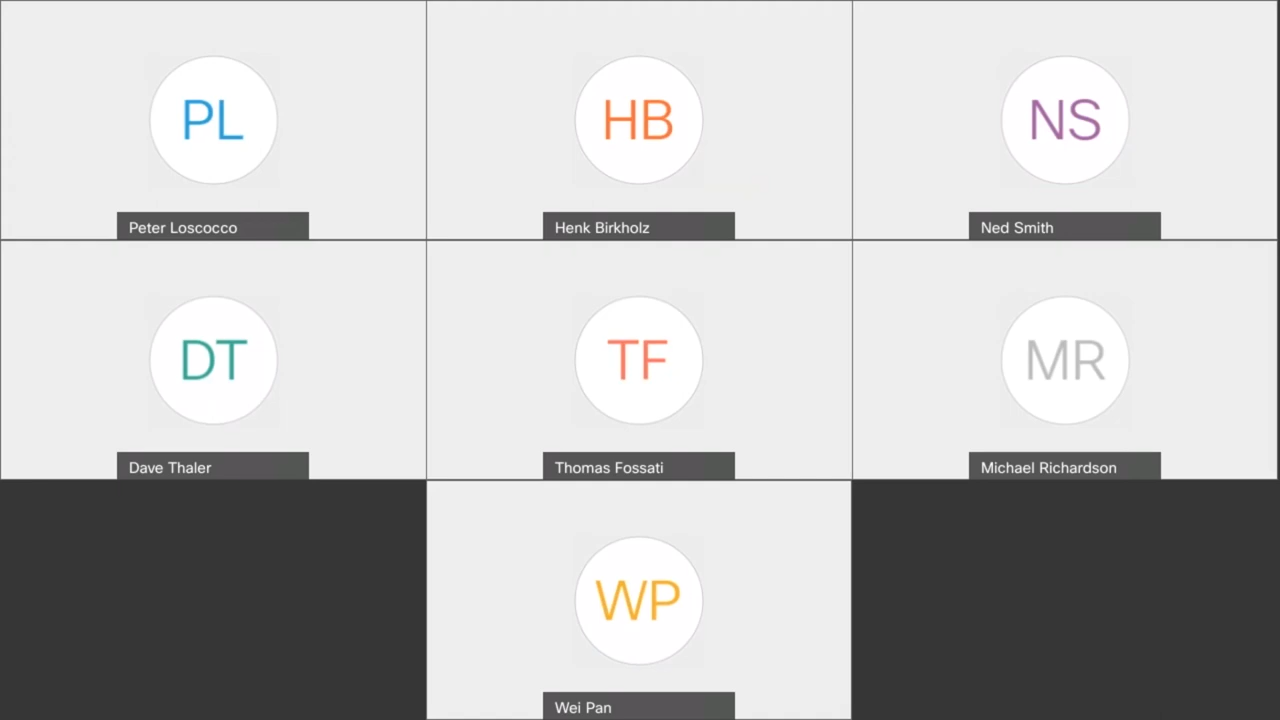 PL
HB
NS
Peter Loscocco
Henk Birkholz
Ned Smith
DT
TF
MR
Dave Thaler
Thomas Fossati
Michael Richardson
WP
Wei Pan